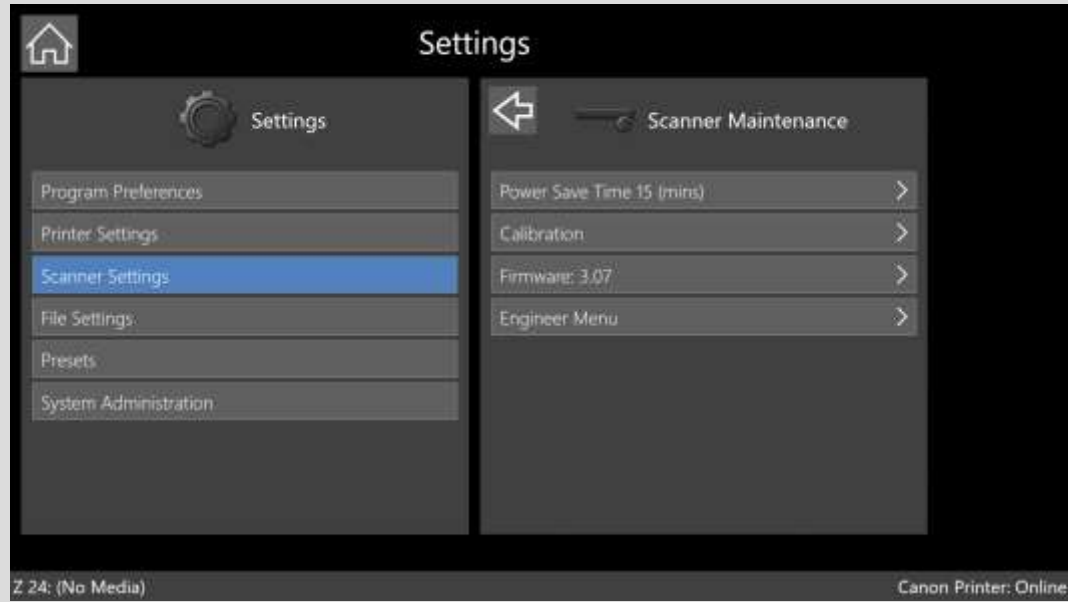 Settings
Settings
Program Preferences
Printer Settings
Scanner Settings
File Settings
Presets
System Administration
Scanner Maintenance
Power Save Time 15 (mins)
Calibration
Firmware: 3.07
Engineer Menu
Z 24: (No Media)
Canon Printer: Online